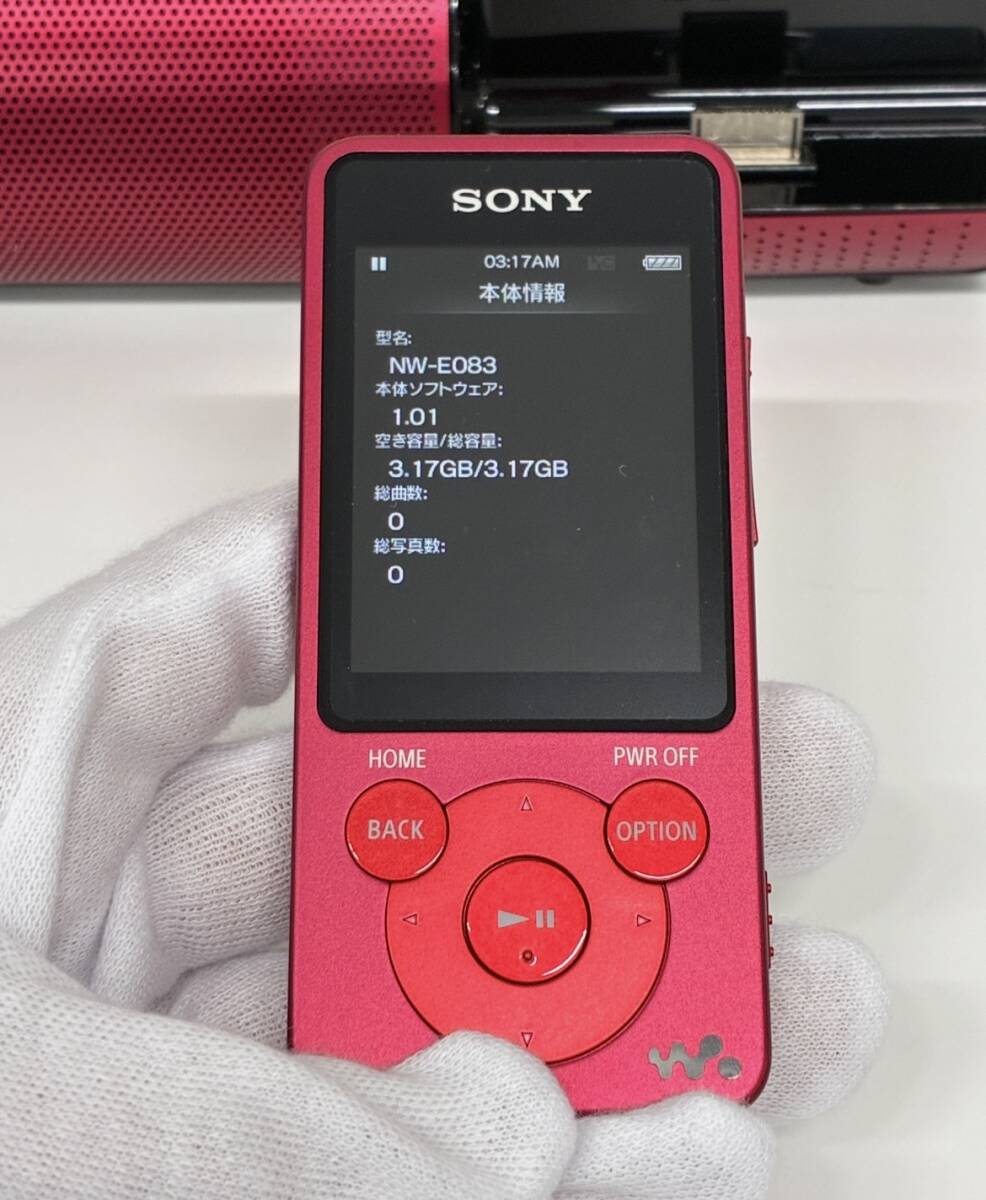 SONY
03:17AM
本体情報
型名:
NW-E083
本体ソフトウェア:
1.01
空き容量/総容量:
3.17GB/3.17GB
総曲数:
0
総写真数:
0
HOME
PWR OFF
BACK
OPTION